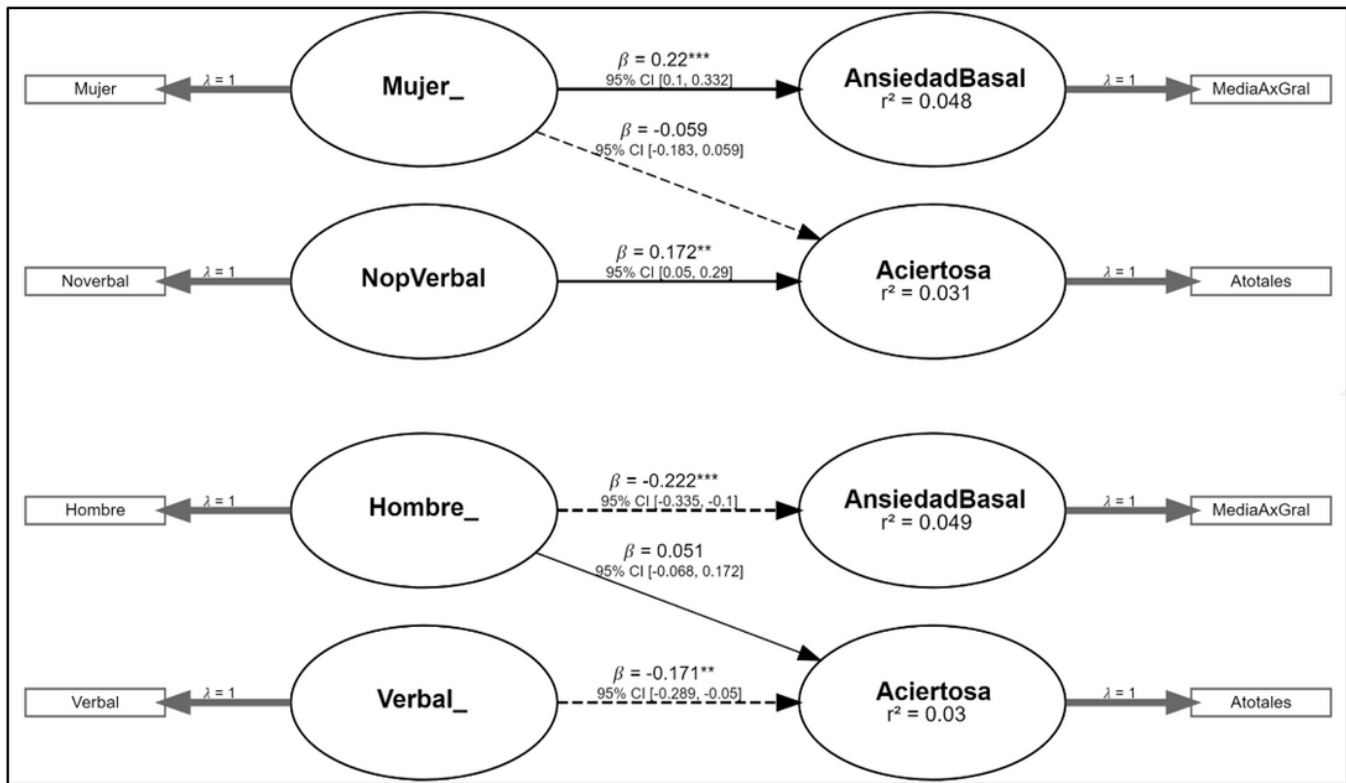 Mujer
λ = 1
Mujer_
β = 0.22***
95% CI [0.1, 0.332]
AnsiedadBasal
r² = 0.048
λ = 1
MediaAxGral
β = -0.059
95% CI [-0.183, 0.059]
Noverbal
λ = 1
NopVerbal
β = 0.172**
95% CI [0.05, 0.29]
Aciertosa
r² = 0.031
λ = 1
Atotales
Hombre
λ = 1
Hombre_
β = -0.222***
95% CI [-0.335, -0.1]
AnsiedadBasal
r² = 0.049
λ = 1
MediaAxGral
β = 0.051
95% CI [-0.068, 0.172]
Verbal
λ = 1
Verbal_
β = -0.171**
95% CI [-0.289, -0.05]
Aciertosa
r² = 0.03
λ = 1
Atotales